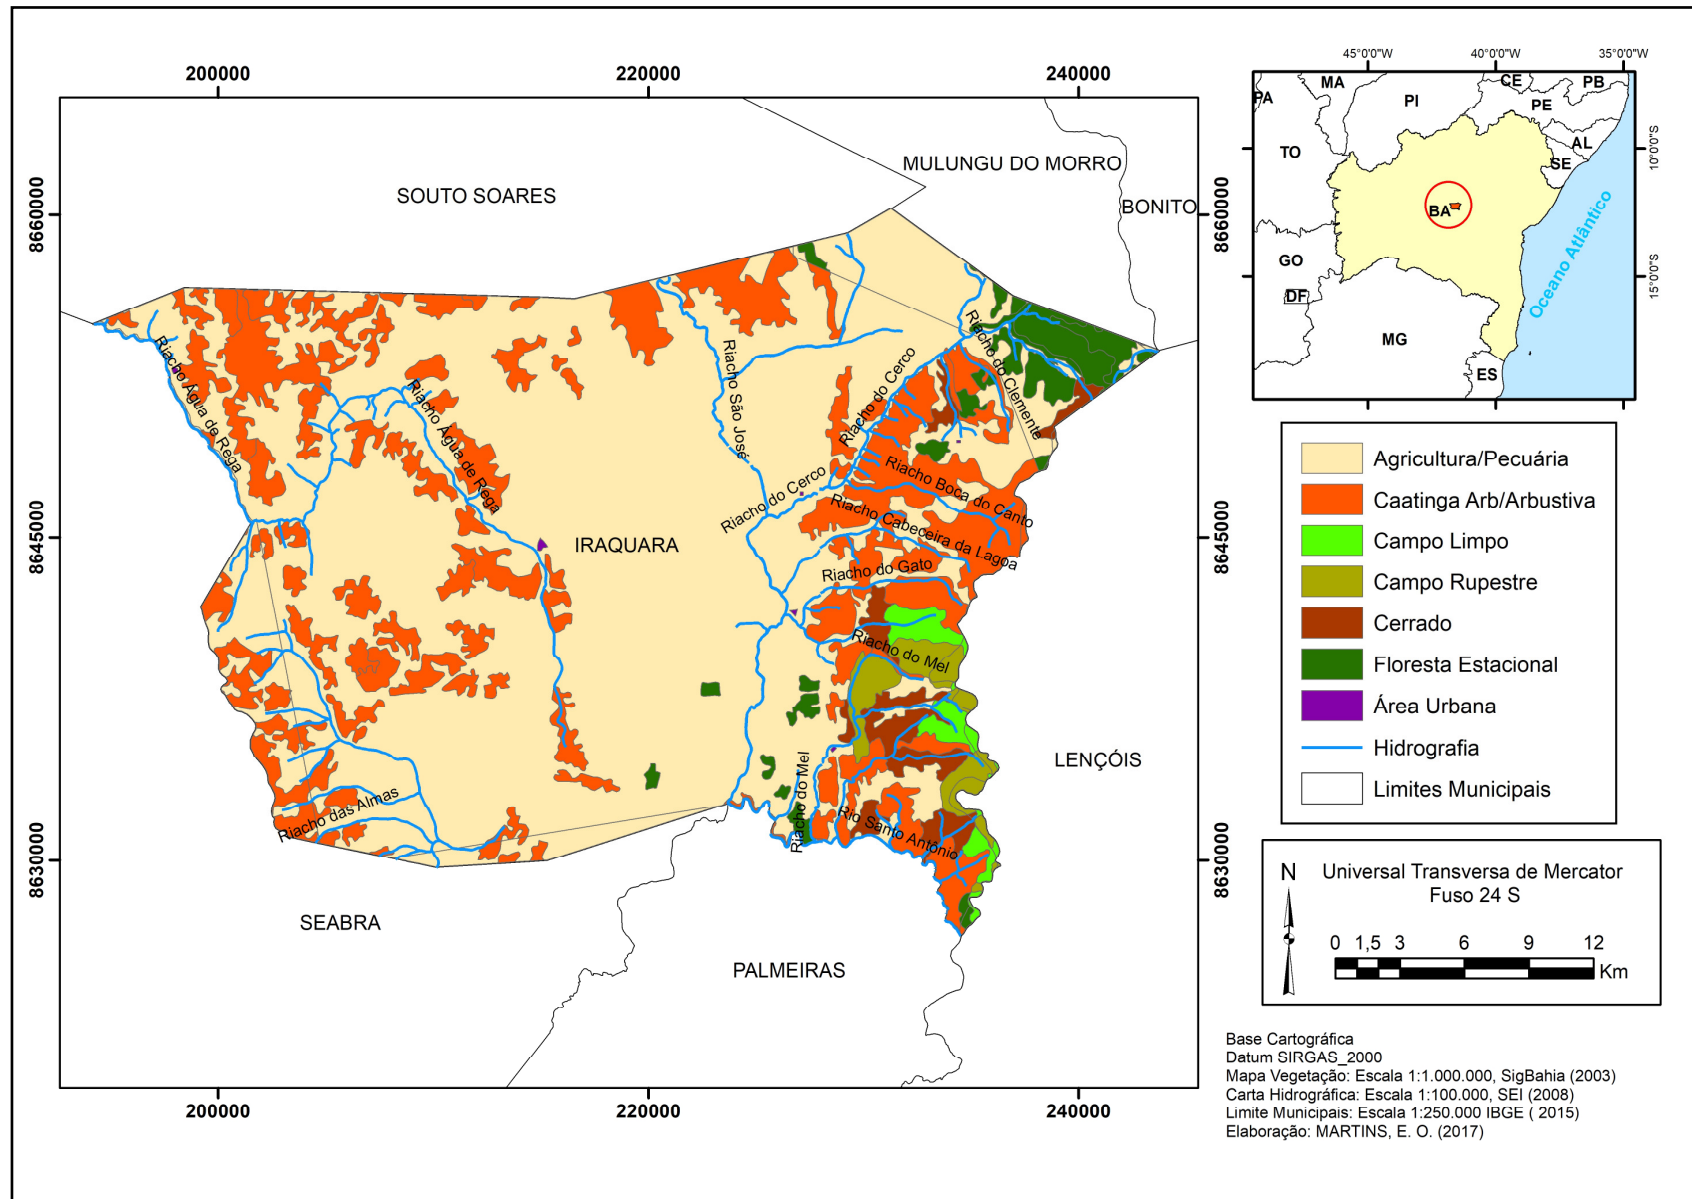 200000
220000
240000
8660000
8645000
8630000
8660000
8645000
8630000
200000
220000
240000
SOUTO SOARES
MULUNGU DO MORRO
BONITO
IRAQUARA
LENÇÓIS
SEABRA
PALMEIRAS
Riacho Água de Rega
Riacho Água de Rega
Riacho São José
Riacho do Cerco
Riacho do Cerco
Riacho do Clemente
Riacho Boca do Canto
Riacho Cabeceira da Lagoa
Riacho do Gato
Riacho do Mel
Riacho do Mel
Rio Santo Antônio
Riacho das Almas
45°0'0"W
40°0'0"W
35°0'0"W
10°0'0"S
15°0'0"S
PA
MA
PI
CE
PB
PE
AL
SE
TO
BA
GO
DF
MG
ES
Oceano Atlântico
Agricultura/Pecuária
Caatinga Arb/Arbustiva
Campo Limpo
Campo Rupestre
Cerrado
Floresta Estacional
Área Urbana
Hidrografia
Limites Municipais
N
Universal Transversa de Mercator
Fuso 24 S
0 1,5 3 6 9 12
Km
Base Cartográfica
Datum SIRGAS_2000
Mapa Vegetação: Escala 1:1.000.000, SigBahia (2003)
Carta Hidrográfica: Escala 1:100.000, SEI (2008)
Limite Municipais: Escala 1:250.000 IBGE ( 2015)
Elaboração: MARTINS, E. O. (2017)